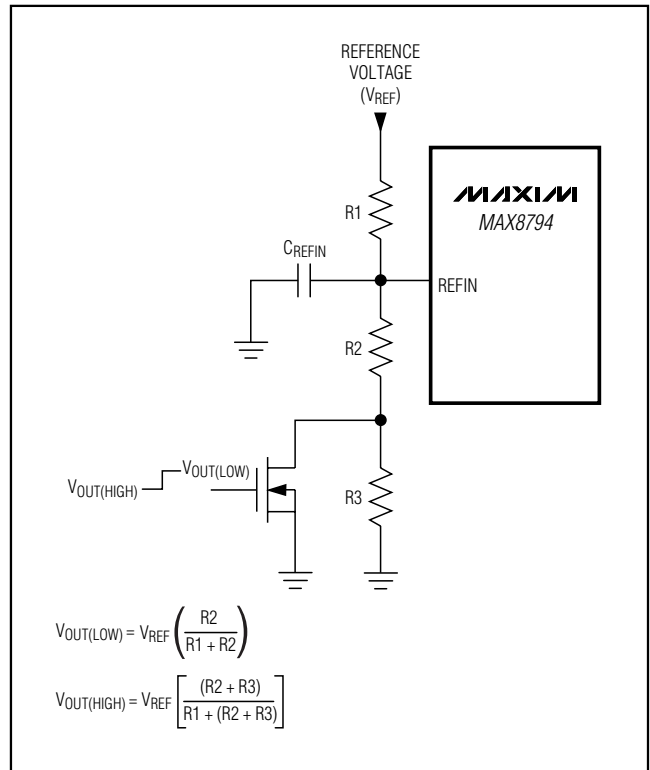 REFERENCE
VOLTAGE
(VREF)
MAXIM
MAX8794
R1
CREFIN
REFIN
R2
VOUT(LOW)
VOUT(HIGH)
R3
VOUT(LOW) = VREF ( R2 / R1 + R2 )
VOUT(HIGH) = VREF [ (R2 + R3) / R1 + (R2 + R3) ]